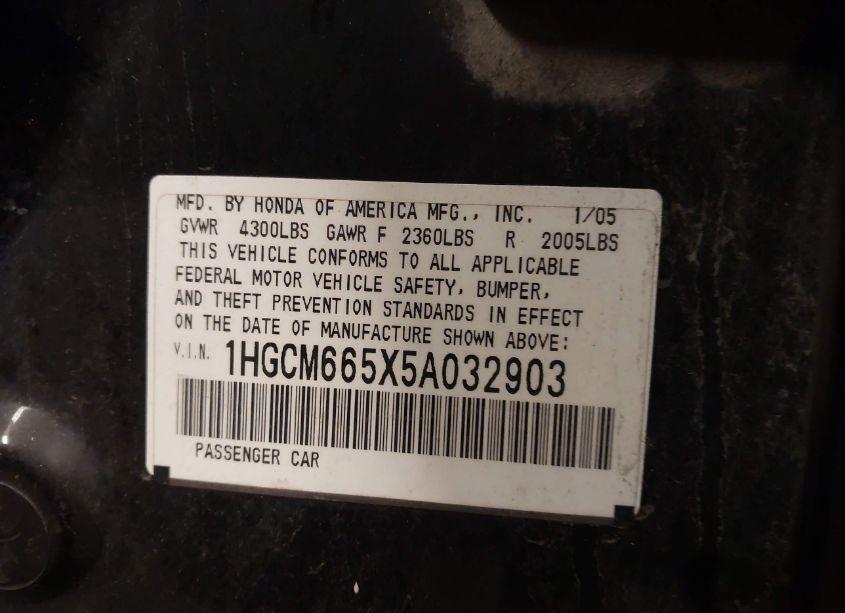 MFD. BY HONDA OF AMERICA MFG., INC. 1/05
GVWR 4300LBS GAWR F 2360LBS R 2005LBS
THIS VEHICLE CONFORMS TO ALL APPLICABLE
FEDERAL MOTOR VEHICLE SAFETY, BUMPER,
AND THEFT PREVENTION STANDARDS IN EFFECT
ON THE DATE OF MANUFACTURE SHOWN ABOVE:
V.I.N. 1HGCM665X5A032903
PASSENGER CAR